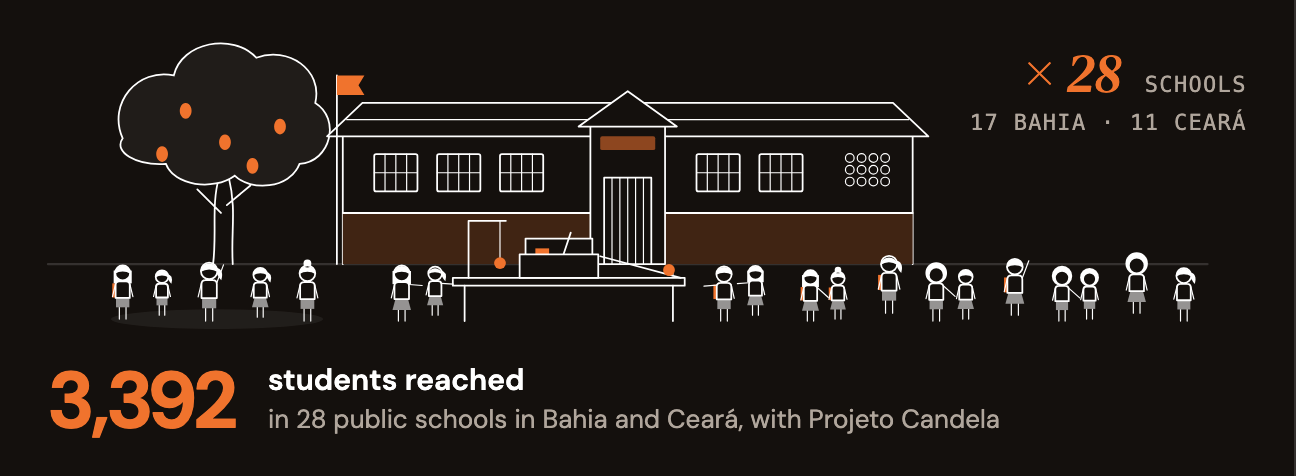 × 28 SCHOOLS
17 BAHIA · 11 CEARÁ
3,392
students reached
in 28 public schools in Bahia and Ceará, with Projeto Candela